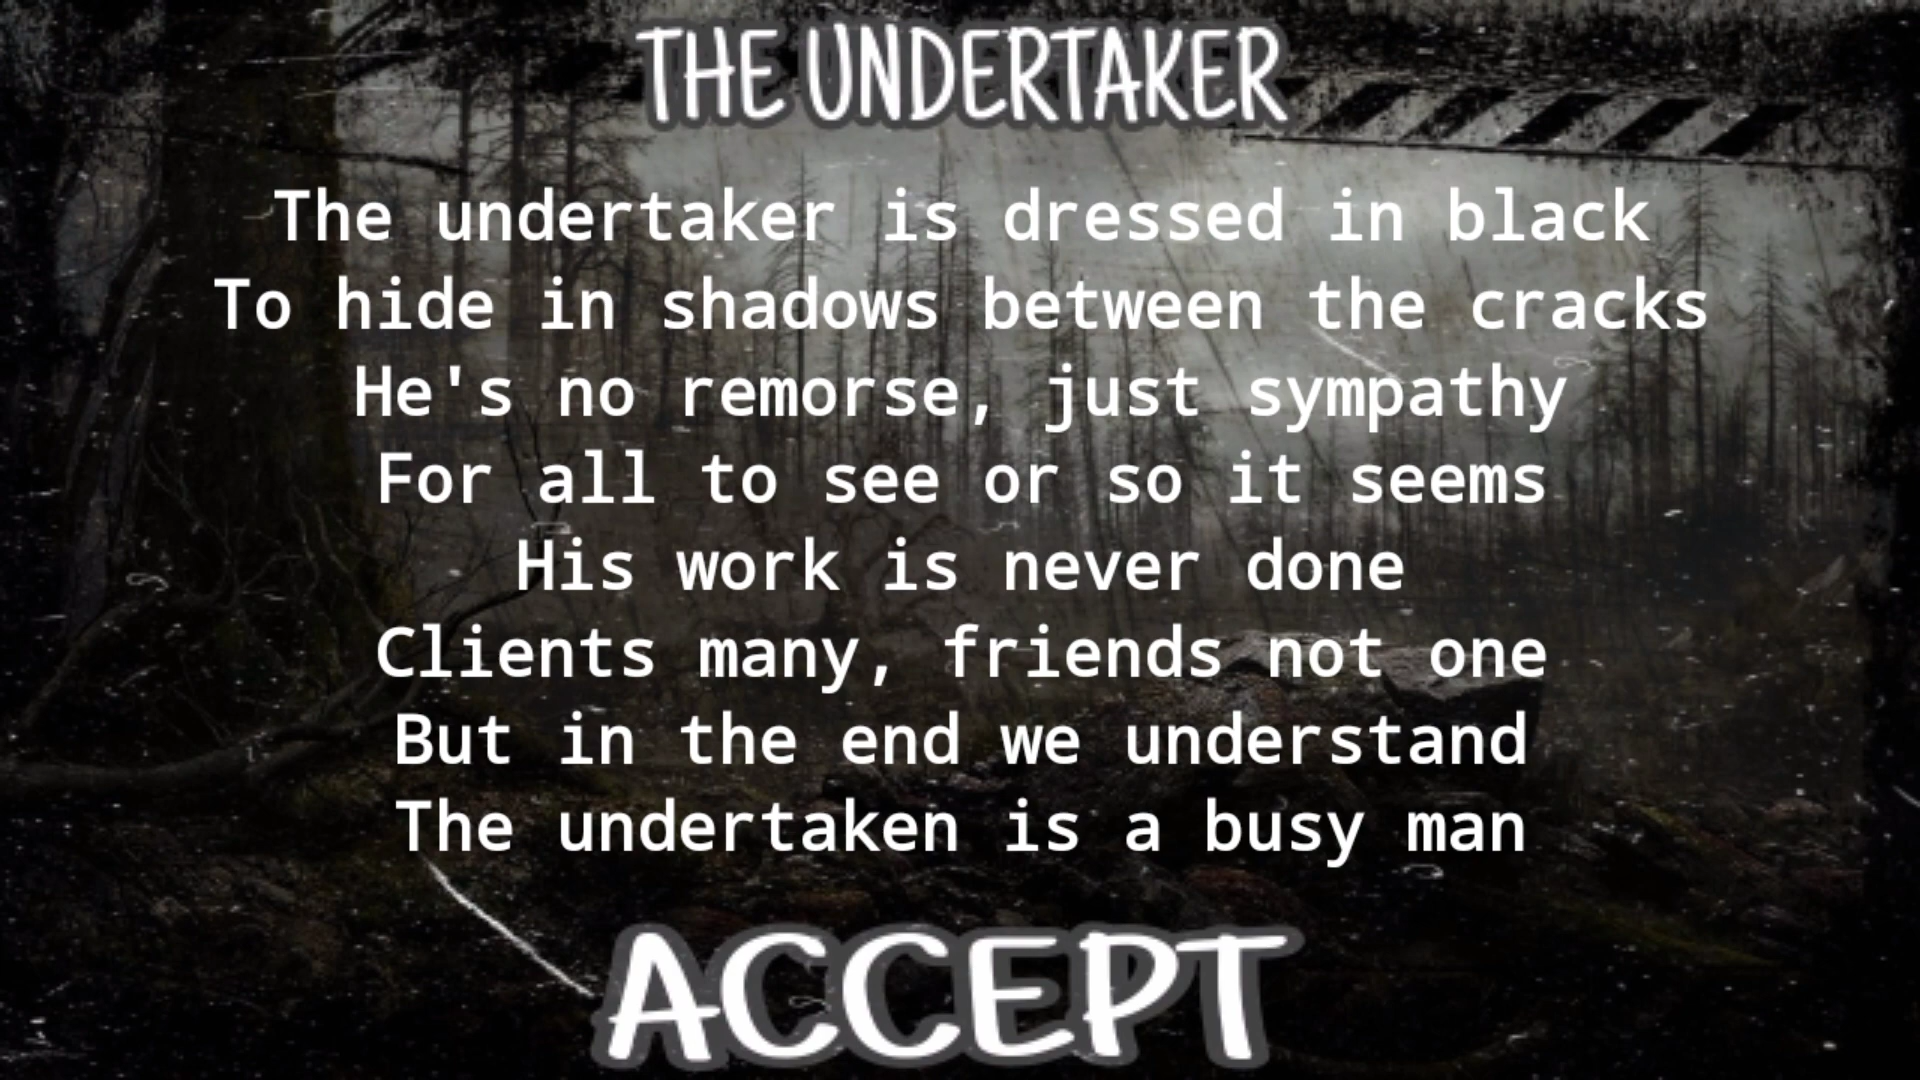 THE UNDERTAKER
The undertaker is dressed in black
To hide in shadows between the cracks
He's no remorse, just sympathy
For all to see or so it seems
His work is never done
Clients many, friends not one
But in the end we understand
The undertaken is a busy man
ACCEPT